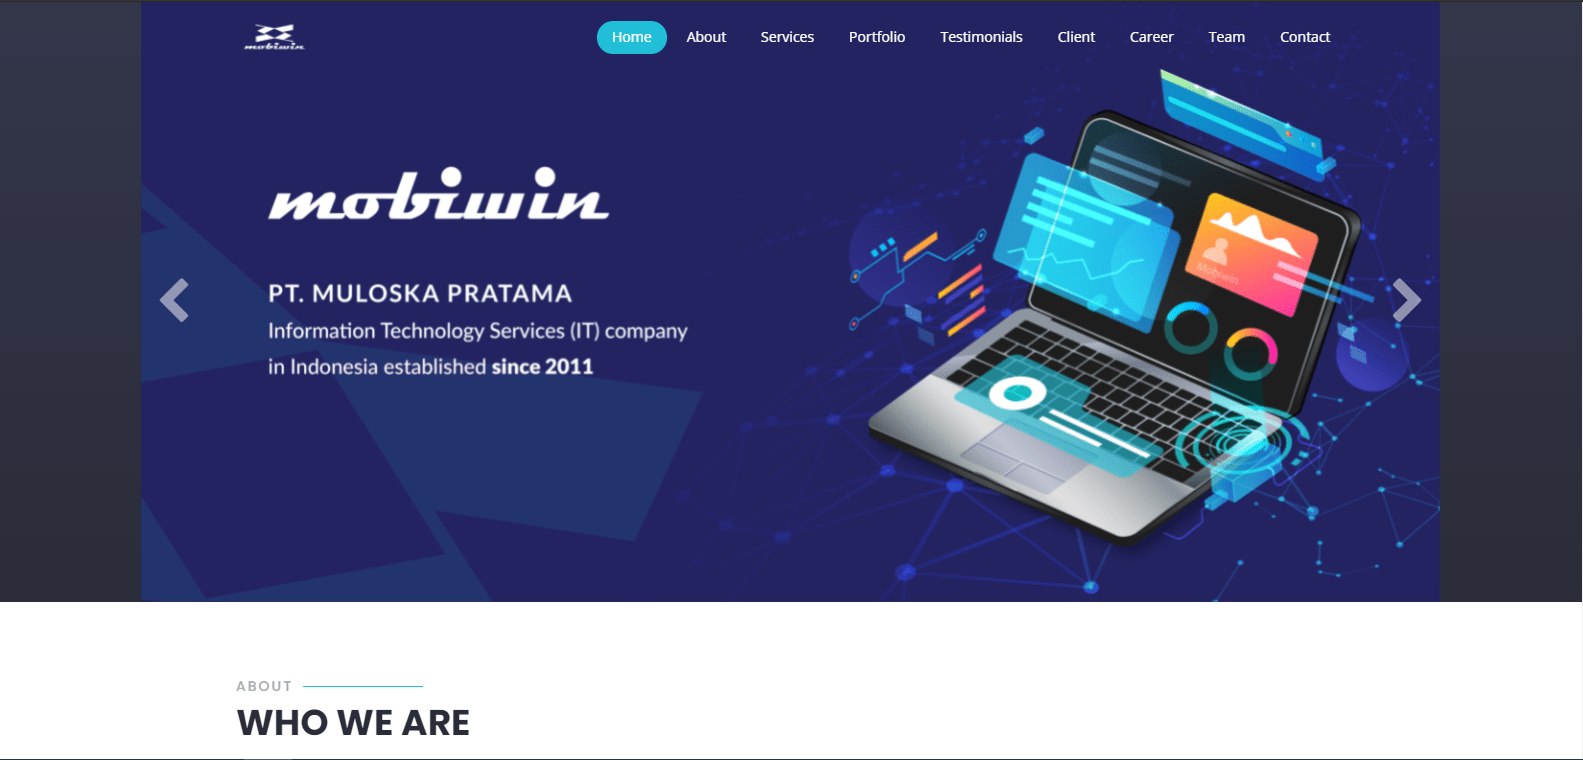 mobiwin
Home About Services Portfolio Testimonials Client Career Team Contact
mobiwin
PT. MULOSKA PRATAMA
Information Technology Services (IT) company
in Indonesia established since 2011
Mobiwin
ABOUT
WHO WE ARE